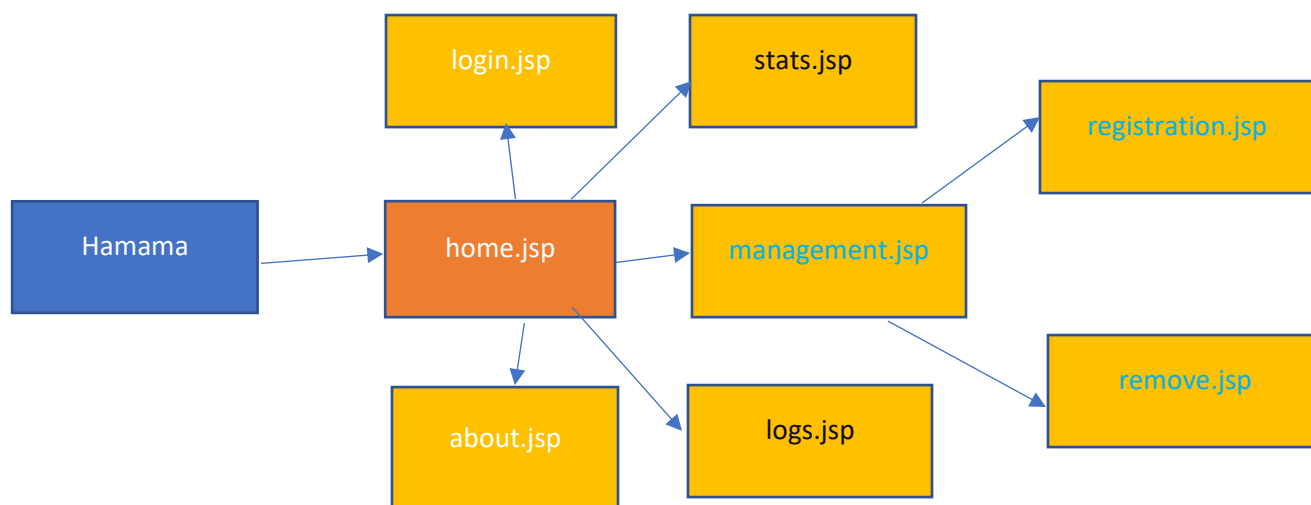 login.jsp
stats.jsp
registration.jsp
Hamama
home.jsp
management.jsp
remove.jsp
about.jsp
logs.jsp